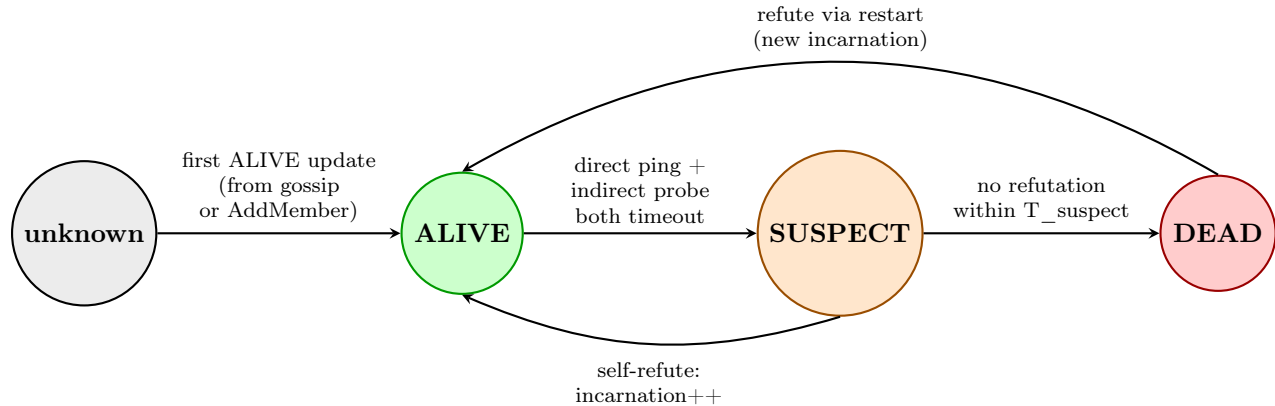 refute via restart
(new incarnation)
first ALIVE update
(from gossip
or AddMember)
direct ping +
indirect probe
both timeout
no refutation
within T_suspect
unknown
ALIVE
SUSPECT
DEAD
self-refute:
incarnation++